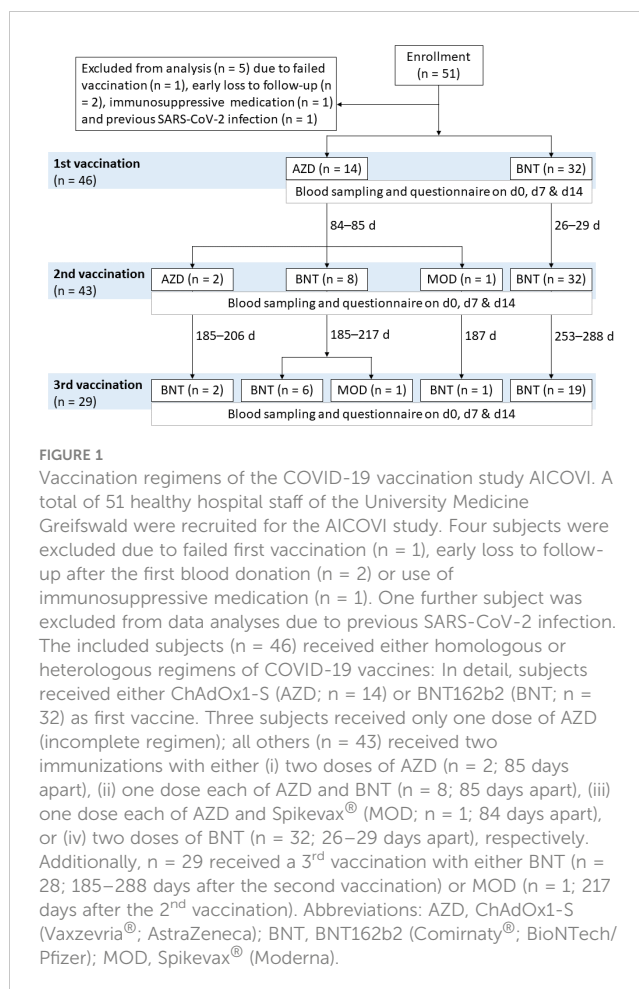 Enrollment
(n = 51)
Excluded from analysis (n = 5) due to failed
vaccination (n = 1), early loss to follow-up (n
= 2), immunosuppressive medication (n = 1)
and previous SARS-CoV-2 infection (n = 1)
1st vaccination
(n = 46)
AZD (n = 14)
BNT (n = 32)
Blood sampling and questionnaire on d0, d7 & d14
84–85 d
26–29 d
2nd vaccination
(n = 43)
AZD (n = 2)
BNT (n = 8)
MOD (n = 1)
BNT (n = 32)
Blood sampling and questionnaire on d0, d7 & d14
185–206 d
185–217 d
187 d
253–288 d
3rd vaccination
(n = 29)
BNT (n = 2)
BNT (n = 6)
MOD (n = 1)
BNT (n = 1)
BNT (n = 19)
Blood sampling and questionnaire on d0, d7 & d14
FIGURE 1
Vaccination regimens of the COVID-19 vaccination study AICOVI. A
total of 51 healthy hospital staff of the University Medicine
Greifswald were recruited for the AICOVI study. Four subjects were
excluded due to failed first vaccination (n = 1), early loss to follow-
up after the first blood donation (n = 2) or use of
immunosuppressive medication (n = 1). One further subject was
excluded from data analyses due to previous SARS-CoV-2 infection.
The included subjects (n = 46) received either homologous or
heterologous regimens of COVID-19 vaccines: In detail, subjects
received either ChAdOx1-S (AZD; n = 14) or BNT162b2 (BNT; n =
32) as first vaccine. Three subjects received only one dose of AZD
(incomplete regimen); all others (n = 43) received two
immunizations with either (i) two doses of AZD (n = 2; 85 days
apart), (ii) one dose each of AZD and BNT (n = 8; 85 days apart), (iii)
one dose each of AZD and Spikevax® (MOD; n = 1; 84 days apart),
or (iv) two doses of BNT (n = 32; 26–29 days apart), respectively.
Additionally, n = 29 received a 3rd vaccination with either BNT (n =
28; 185–288 days after the second vaccination) or MOD (n = 1; 217
days after the 2nd vaccination). Abbreviations: AZD, ChAdOx1-S
(Vaxzevria®; AstraZeneca); BNT, BNT162b2 (Comirnaty®; BioNTech/
Pfizer); MOD, Spikevax® (Moderna).